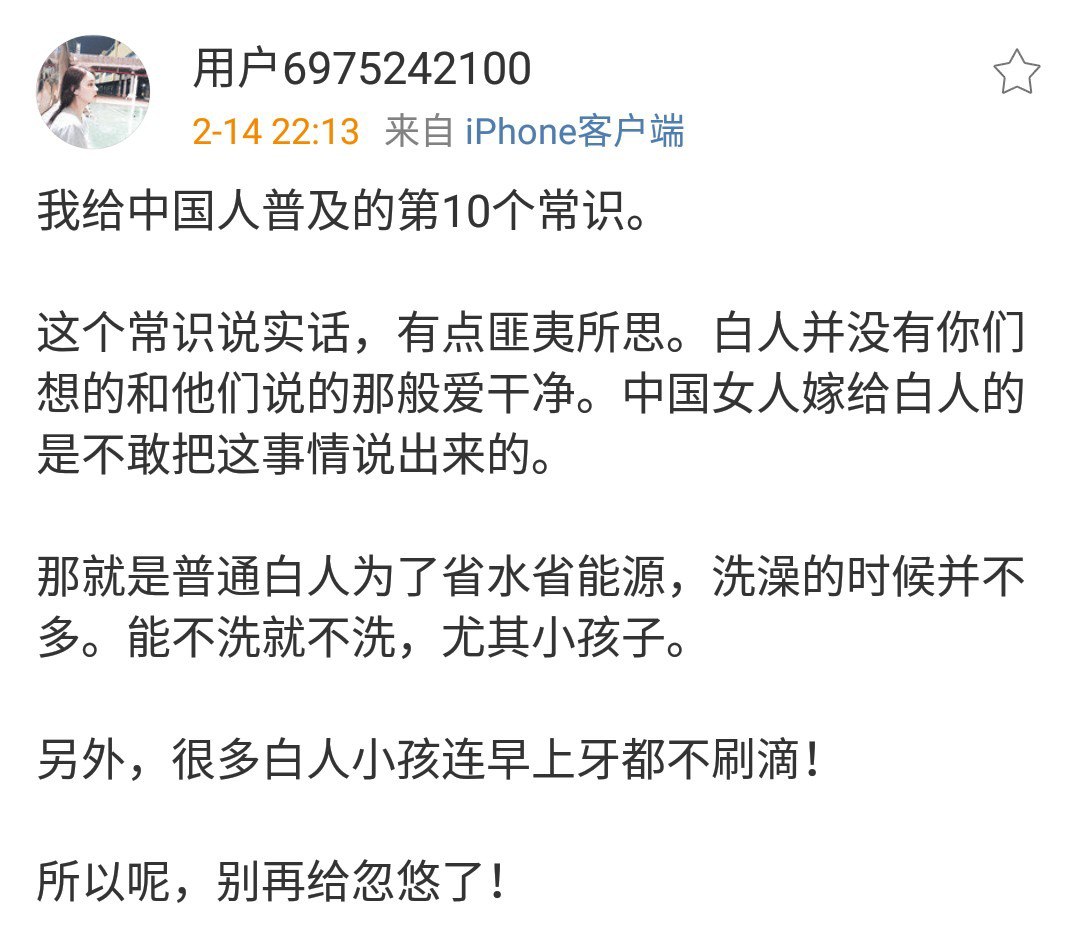 用户6975242100
2-14 22:13 来自 iPhone客户端
我给中国人普及的第10个常识。
这个常识说实话，有点匪夷所思。白人并没有你们
想的和他们说的那般爱干净。中国女人嫁给白人的
是不敢把这事情说出来的。
那就是普通白人为了省水省能源，洗澡的时候并不
多。能不洗就不洗，尤其小孩子。
另外，很多白人小孩连早上牙都不刷滴！
所以呢，别再给忽悠了！